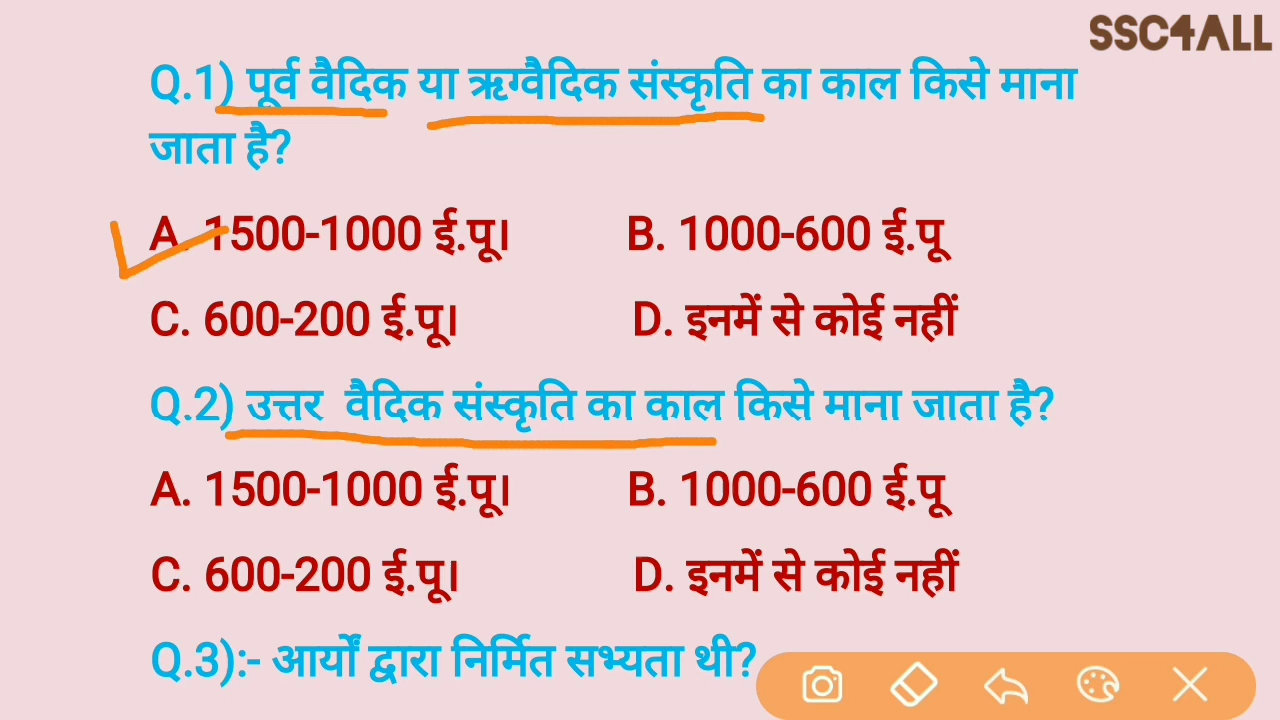 SSC4ALL
Q.1) पूर्व वैदिक या ऋग्वैदिक संस्कृति का काल किसे माना
जाता है?
A. 1500-1000 ई.पू। B. 1000-600 ई.पू
C. 600-200 ई.पू। D. इनमें से कोई नहीं
Q.2) उत्तर वैदिक संस्कृति का काल किसे माना जाता है?
A. 1500-1000 ई.पू। B. 1000-600 ई.पू
C. 600-200 ई.पू। D. इनमें से कोई नहीं
Q.3):- आर्यों द्वारा निर्मित सभ्यता थी?